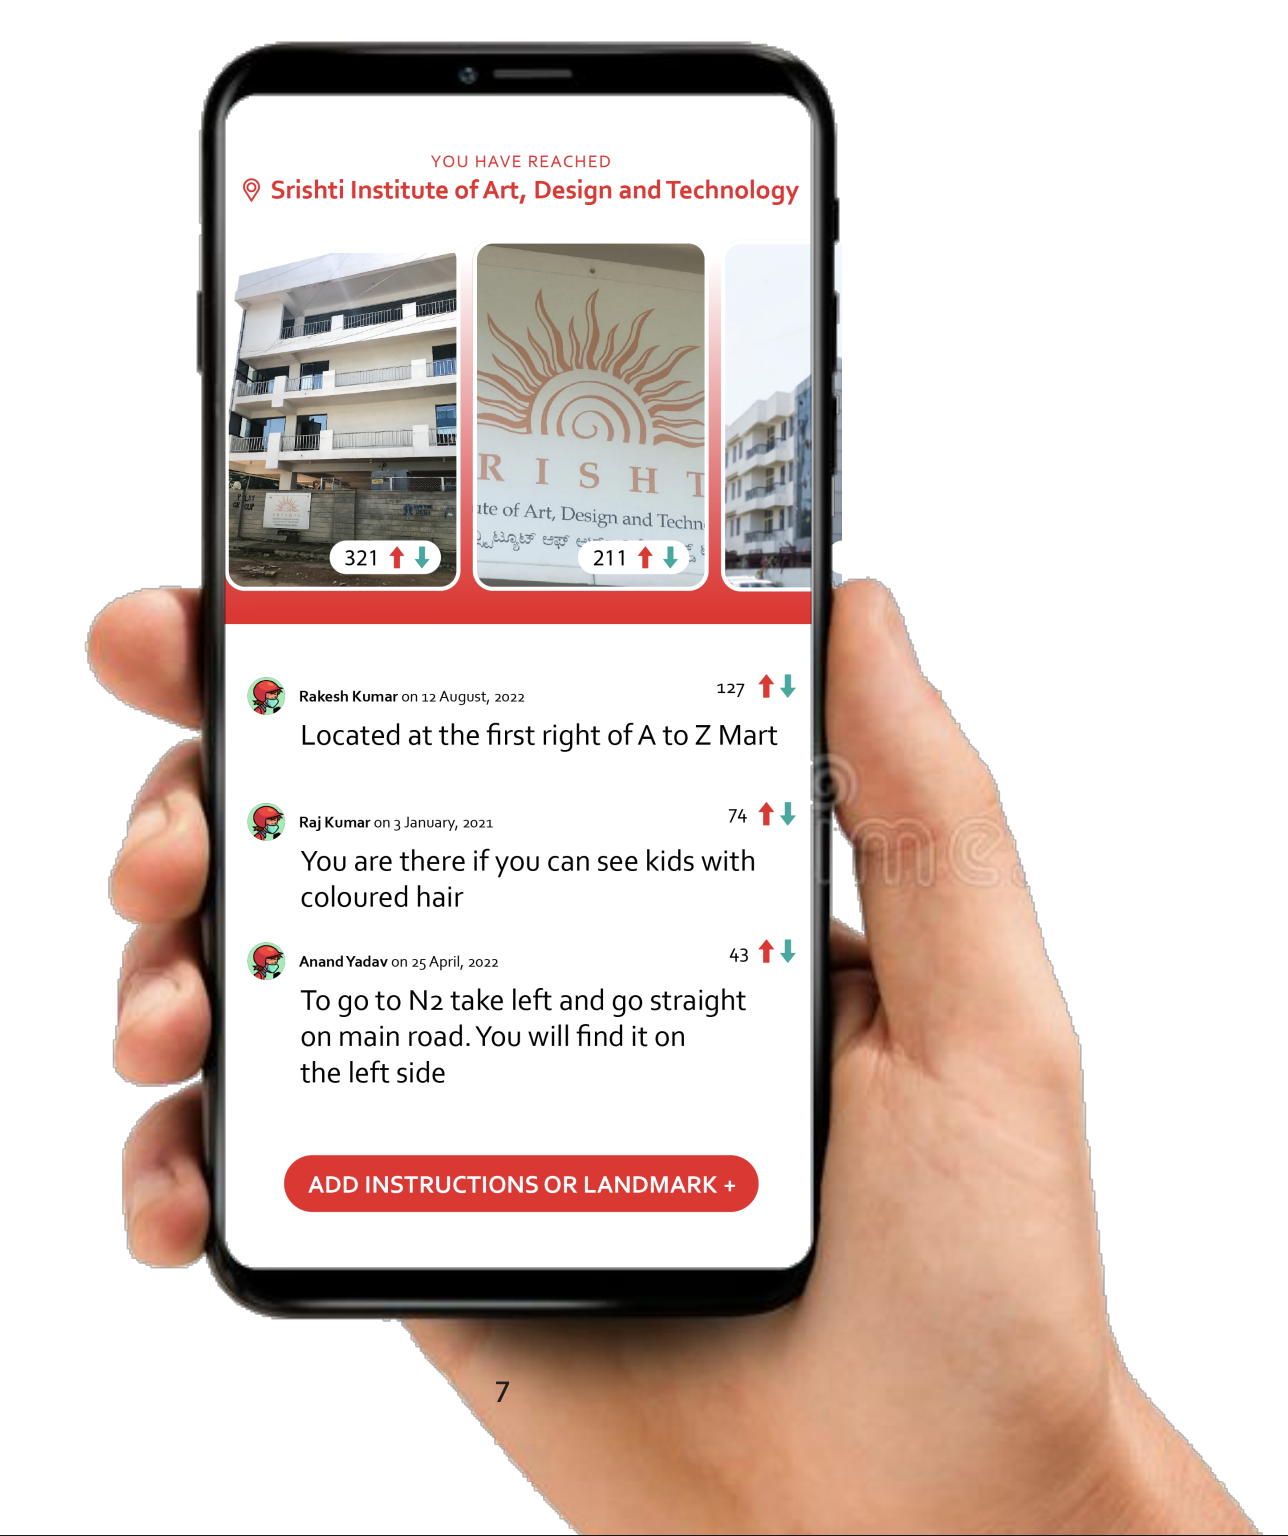 YOU HAVE REACHED
Srishti Institute of Art, Design and Technology
RISHT
ute of Art, Design and Techn
321
211
Rakesh Kumar on 12 August, 2022
127
Located at the first right of A to Z Mart
Raj Kumar on 3 January, 2021
74
You are there if you can see kids with
coloured hair
Anand Yadav on 25 April, 2022
43
To go to N2 take left and go straight
on main road. You will find it on
the left side
ADD INSTRUCTIONS OR LANDMARK +
7